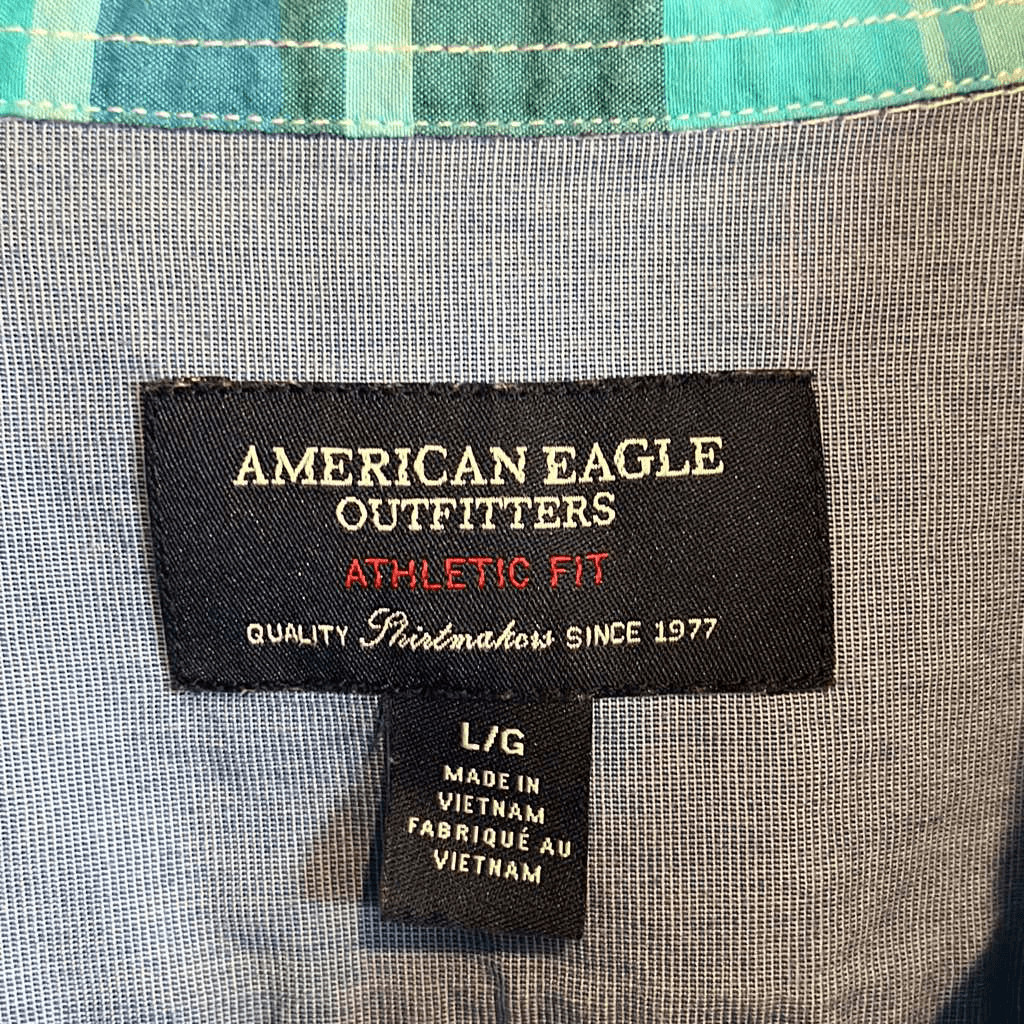 AMERICAN EAGLE
OUTFITTERS
ATHLETIC FIT
QUALITY Shirtmakers SINCE 1977
L/G
MADE IN
VIETNAM
FABRIQUÉ AU
VIETNAM